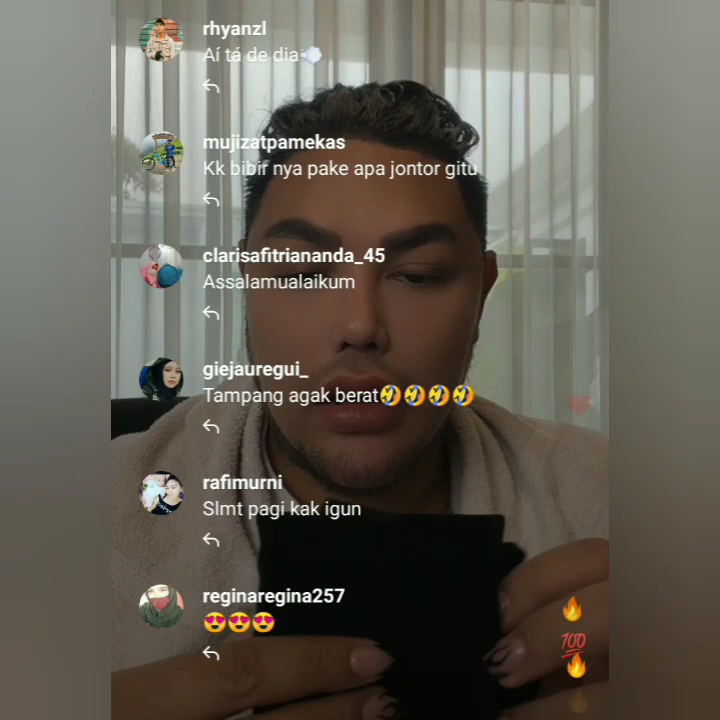 rhyanzl
Aí tá de dia💨
mujizatpamekas
Kk bibir nya pake apa jontor gitu
clarisafitriananda_45
Assalamualaikum
giejauregui_
Tampang agak berat🤣🤣🤣🤣
rafimurni
Slmt pagi kak igun
reginaregina257
😍😍😍
💯